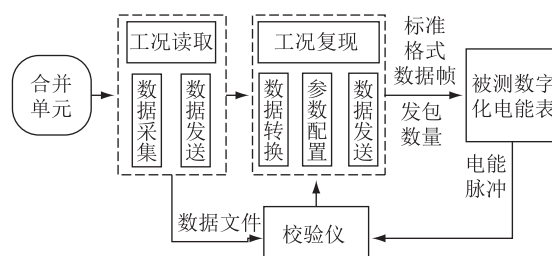 合并
单元
工况读取
数据采集
数据发送
工况复现
数据转换
参数配置
数据发送
标准
格式
数据帧
发包
数量
被测数字
化电能表
电能
脉冲
数据文件
校验仪